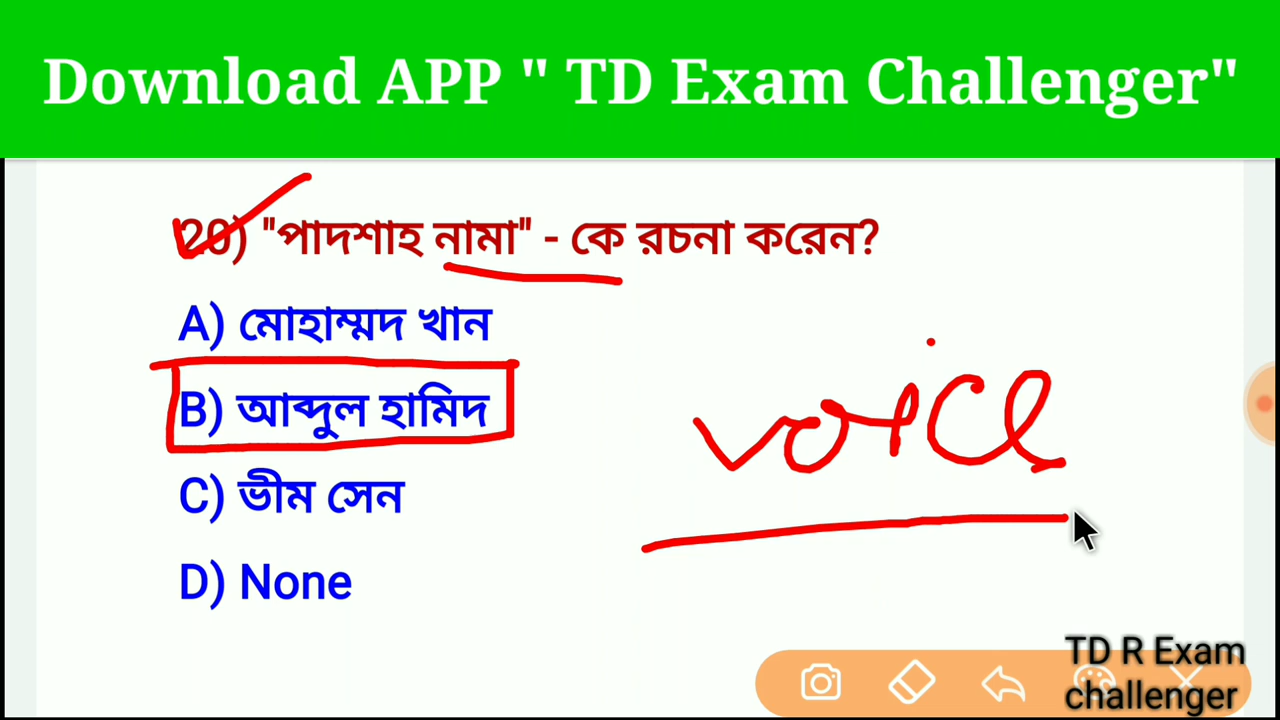 Download APP " TD Exam Challenger"
20) "পাদশাহ নামা" - কে রচনা করেন?
A) মোহাম্মদ খান
B) আব্দুল হামিদ
C) ভীম সেন
D) None
voice
TD R Exam
challenger